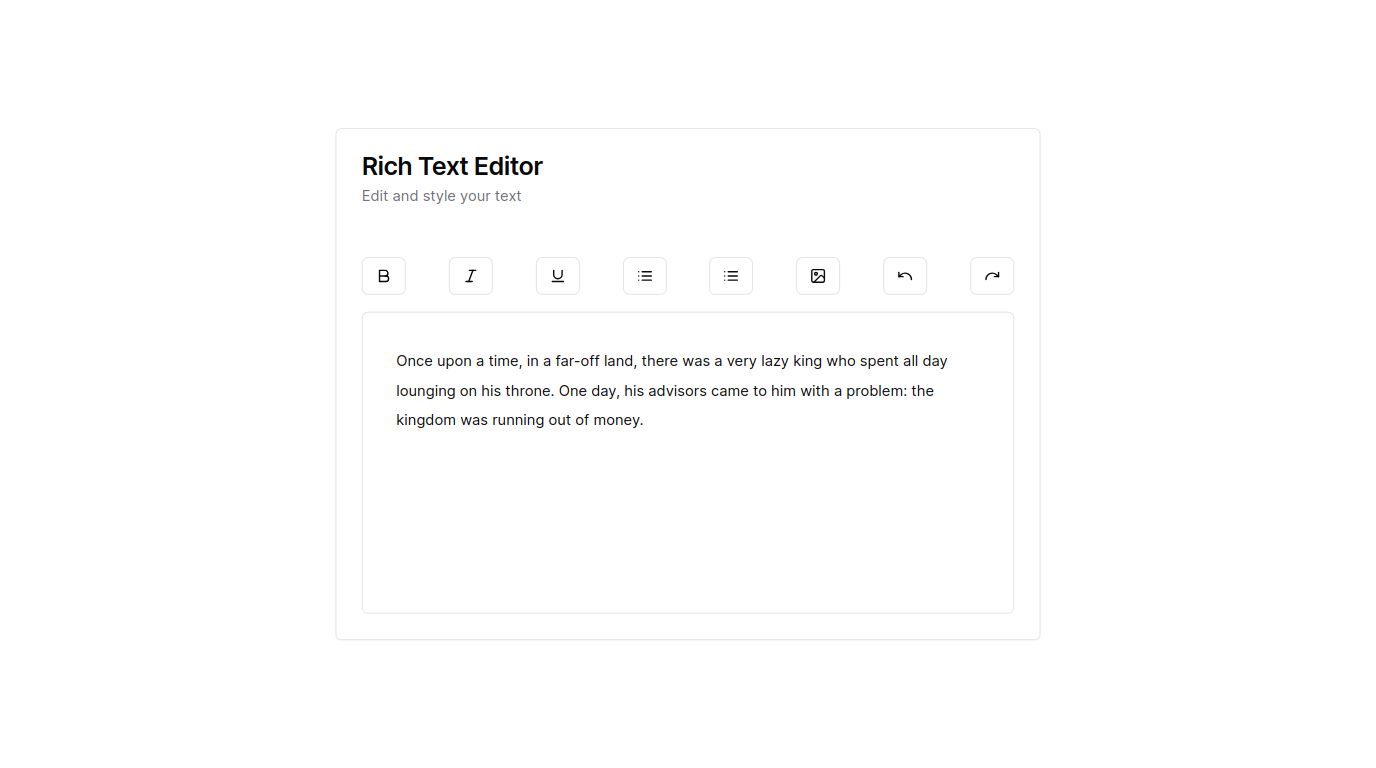 Rich Text Editor
Edit and style your text
Once upon a time, in a far-off land, there was a very lazy king who spent all day
lounging on his throne. One day, his advisors came to him with a problem: the
kingdom was running out of money.